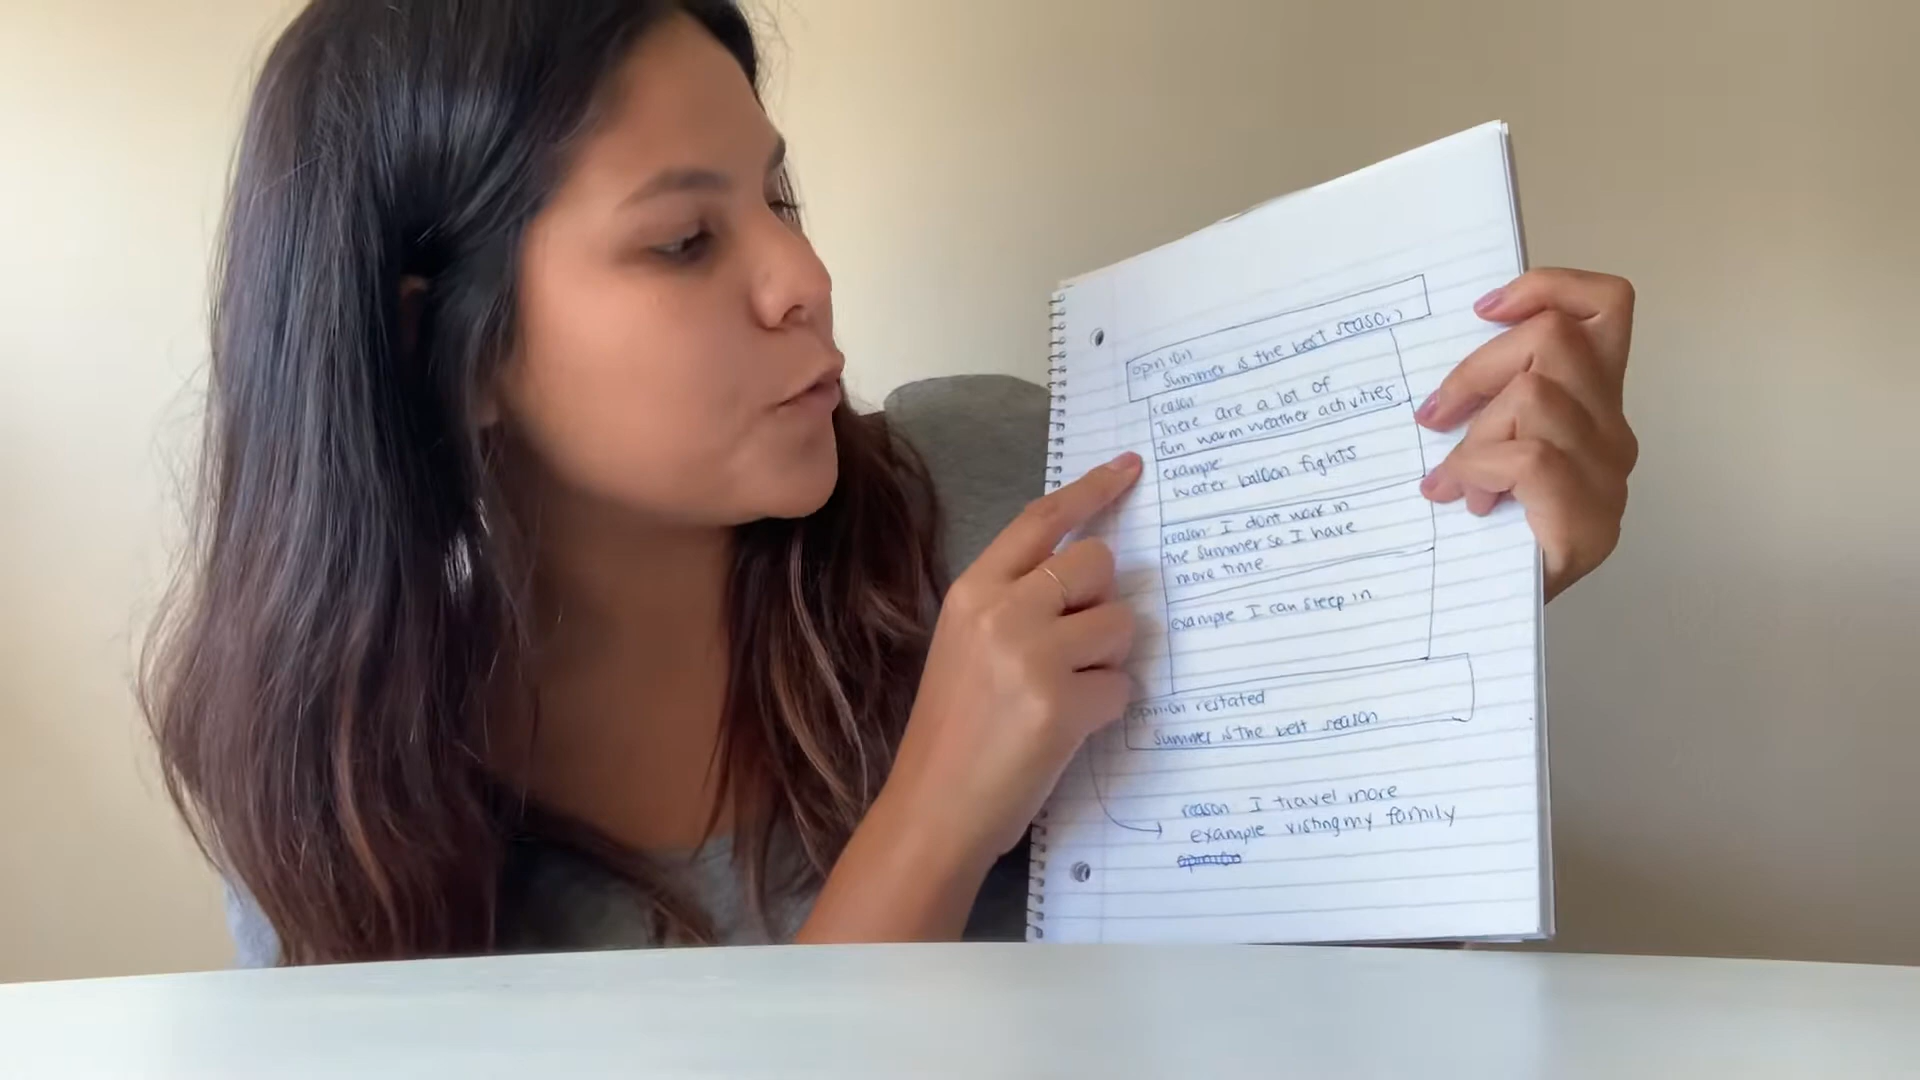 opinion
summer is the best season
reason:
There are a lot of
fun warm weather activities
example:
water balloon fights
reason: I dont work in
the summer so I have
more time.
example I can sleep in
opinion restated
summer is the best season
reason: I travel more
example visting my family